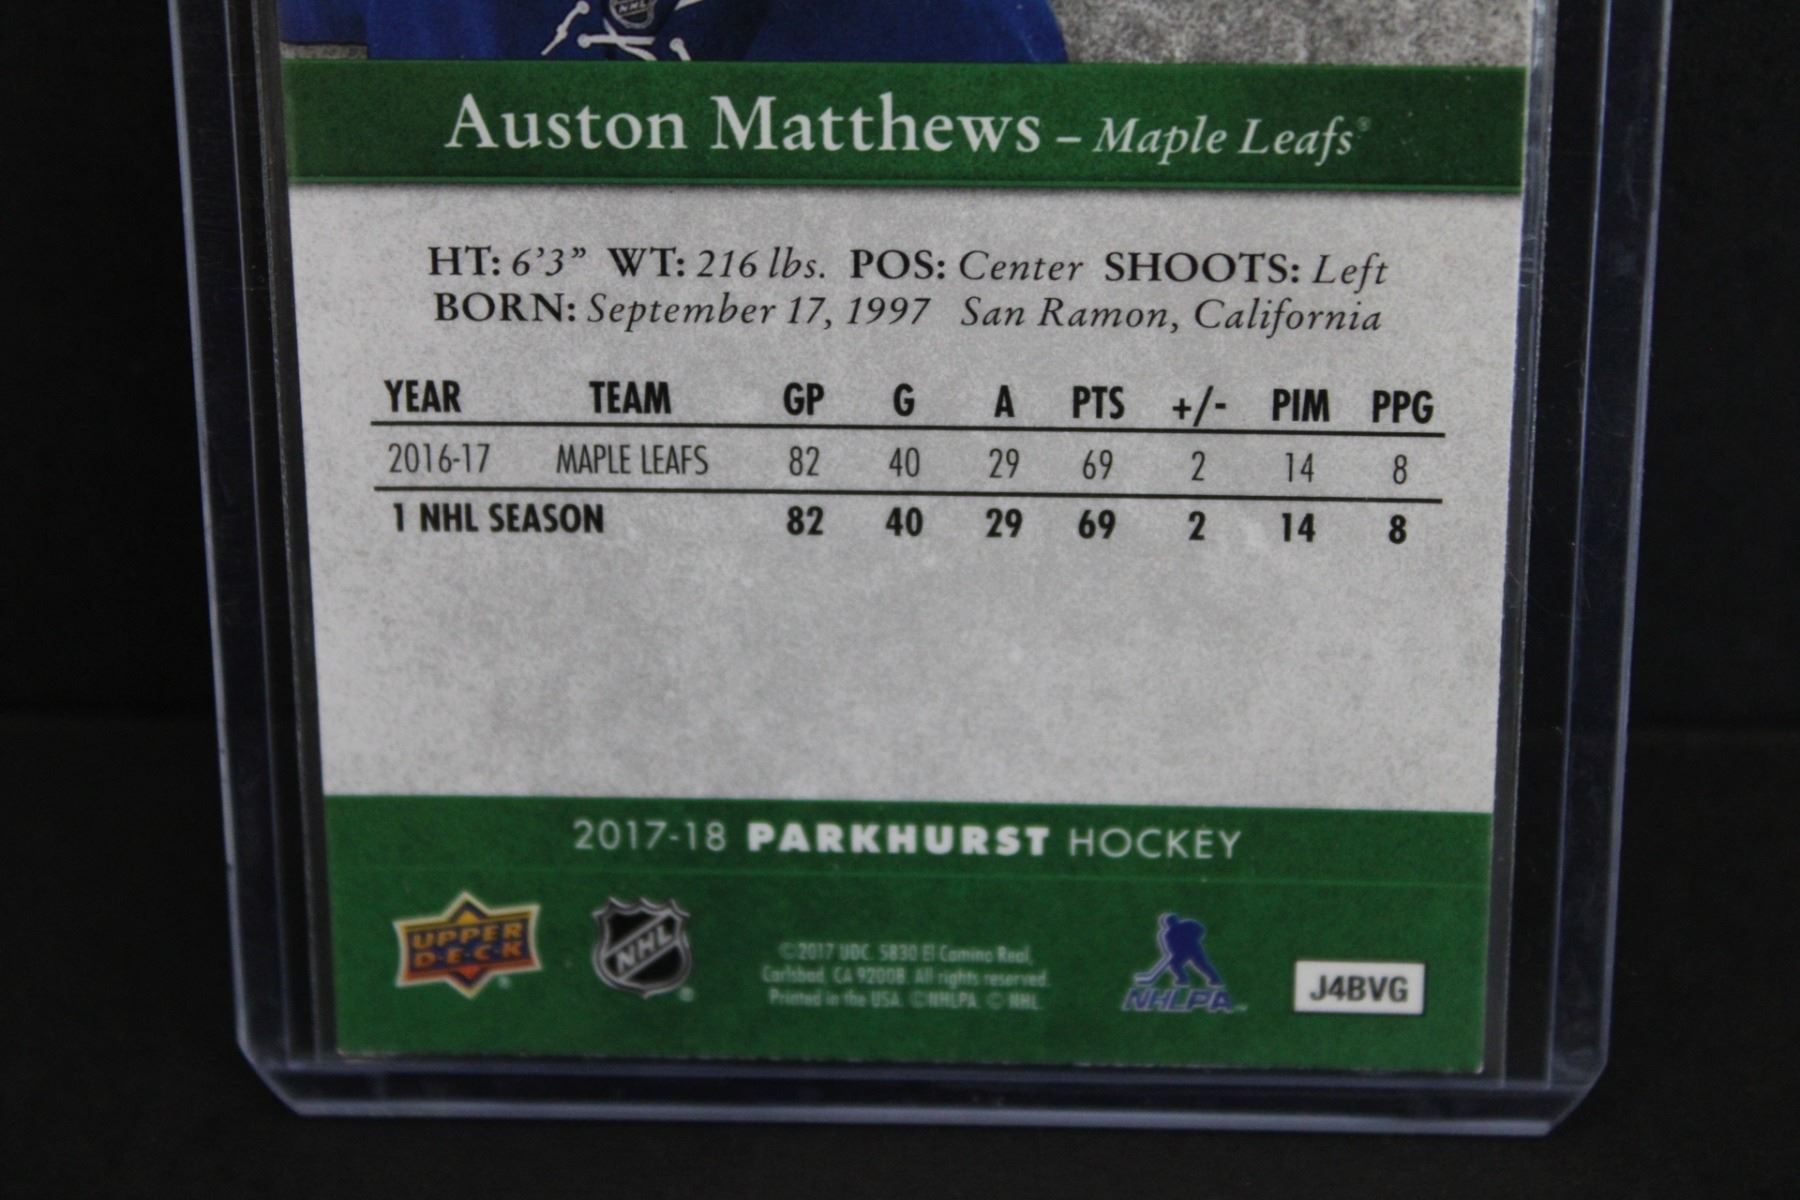 NHL
Auston Matthews – Maple Leafs®
HT: 6'3" WT: 216 lbs. POS: Center SHOOTS: Left
BORN: September 17, 1997 San Ramon, California
YEAR TEAM GP G A PTS +/- PIM PPG
2016-17 MAPLE LEAFS 82 40 29 69 2 14 8
1 NHL SEASON 82 40 29 69 2 14 8
2017-18 PARKHURST HOCKEY
UPPER DECK®
NHL®
©2017 UDC. 5830 El Camino Real,
Carlsbad, CA 92008. All rights reserved.
Printed in the USA. ©NHLPA. © NHL
NHLPA™
J4BVG